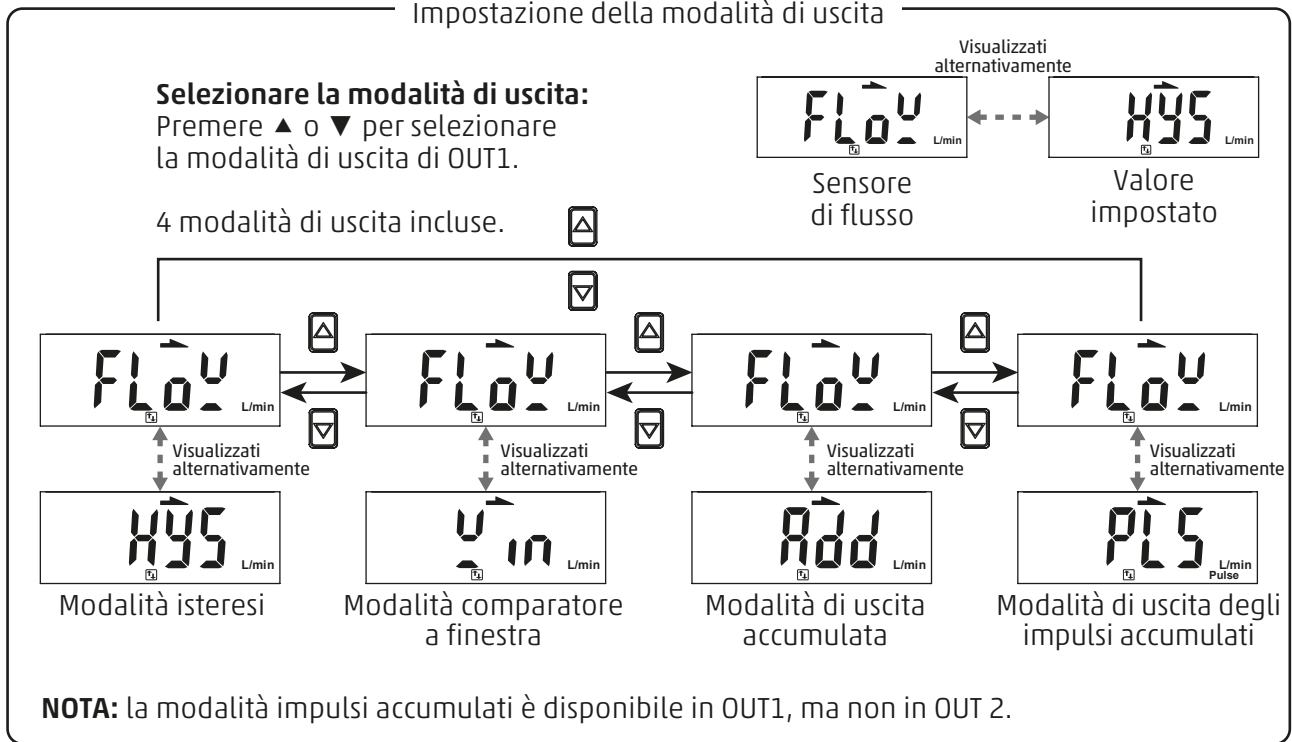 Impostazione della modalità di uscita
Selezionare la modalità di uscita:
Premere ▲ o ▼ per selezionare
la modalità di uscita di OUT1.
4 modalità di uscita incluse.
Visualizzati
alternativamente
FLoW L/min
HYS L/min
Sensore
di flusso
Valore
impostato
FLoW L/min
FLoW L/min
FLoW L/min
FLoW L/min
Visualizzati
alternativamente
Visualizzati
alternativamente
Visualizzati
alternativamente
Visualizzati
alternativamente
HYS L/min
Win L/min
Add L/min
PLS L/min
Pulse
Modalità isteresi
Modalità comparatore
a finestra
Modalità di uscita
accumulata
Modalità di uscita degli
impulsi accumulati
NOTA: la modalità impulsi accumulati è disponibile in OUT1, ma non in OUT 2.